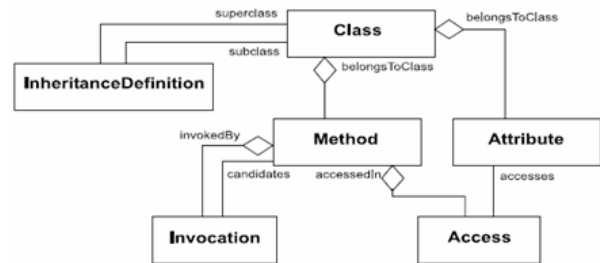 superclass
Class
belongsToClass
subclass
InheritanceDefinition
belongsToClass
invokedBy
Method
Attribute
candidates
accessedIn
accesses
Invocation
Access